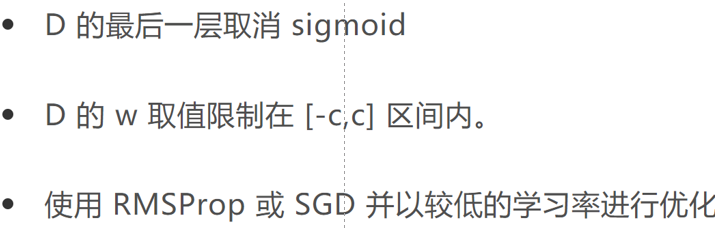 • D 的最后一层取消 sigmoid
• D 的 w 取值限制在 [-c,c] 区间内。
• 使用 RMSProp 或 SGD 并以较低的学习率进行优化